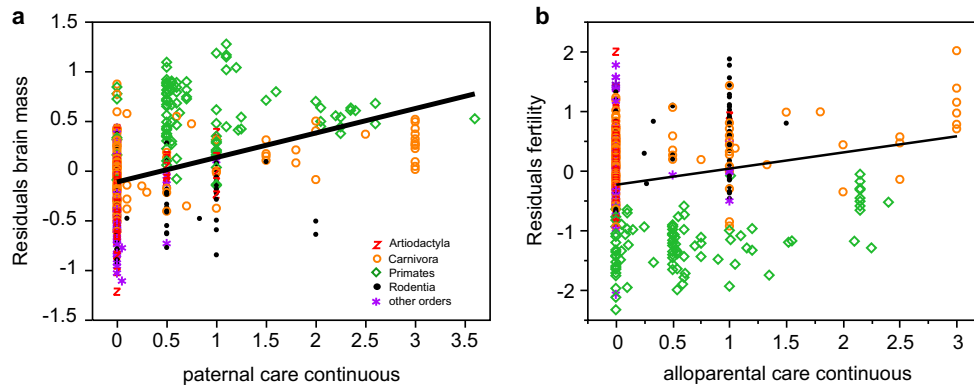 a
Residuals brain mass
1.5
1
0.5
0
-0.5
-1
-1.5
z Artiodactyla
Carnivora
Primates
Rodentia
* other orders
0 0.5 1 1.5 2 2.5 3 3.5
paternal care continuous
b
Residuals fertility
2
1
0
-1
-2
0 0.5 1 1.5 2 2.5 3
alloparental care continuous